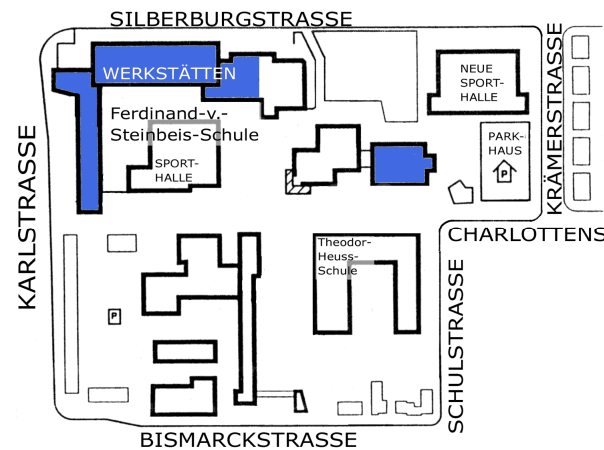 SILBERBURGSTRASSE
WERKSTÄTTEN
NEUE
SPORT-
HALLE
Ferdinand-v.-
Steinbeis-Schule
SPORT-
HALLE
PARK-
HAUS
P
KRÄMERSTRASSE
KARLSTRASSE
CHARLOTTENS
Theodor-
Heuss-
Schule
P
SCHULSTRASSE
BISMARCKSTRASSE